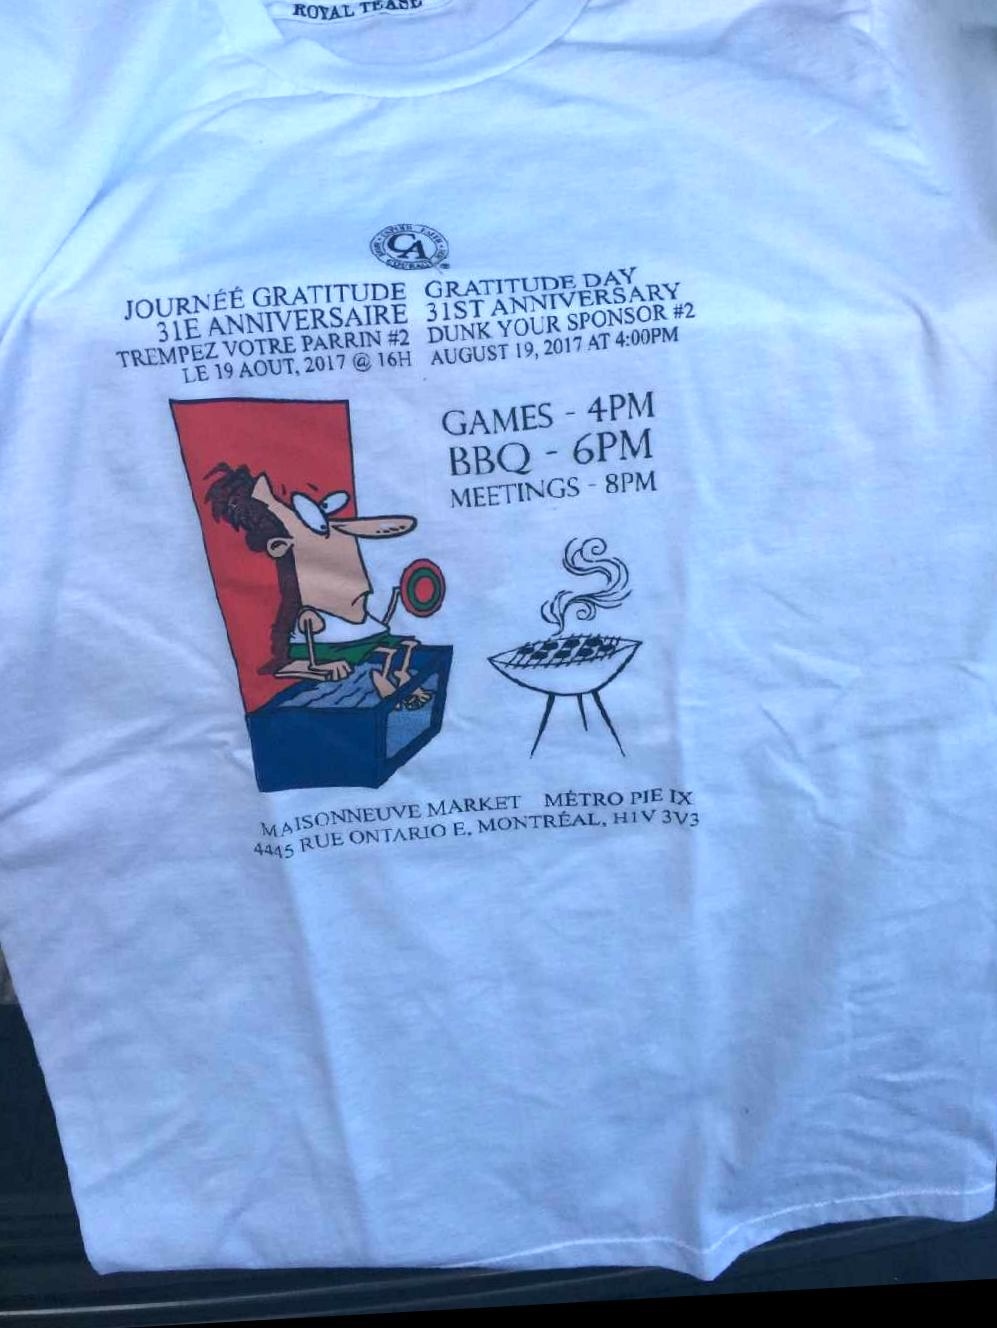 ROYAL TEASE
CA
JOURNÉÉ GRATITUDE
31E ANNIVERSAIRE
TREMPEZ VOTRE PARRIN #2
LE 19 AOUT, 2017 @ 16H
GRATITUDE DAY
31ST ANNIVERSARY
DUNK YOUR SPONSOR #2
AUGUST 19, 2017 AT 4:00PM
GAMES - 4PM
BBQ - 6PM
MEETINGS - 8PM
MAISONNEUVE MARKET MÉTRO PIE IX
4445 RUE ONTARIO E, MONTRÉAL, H1V 3V3